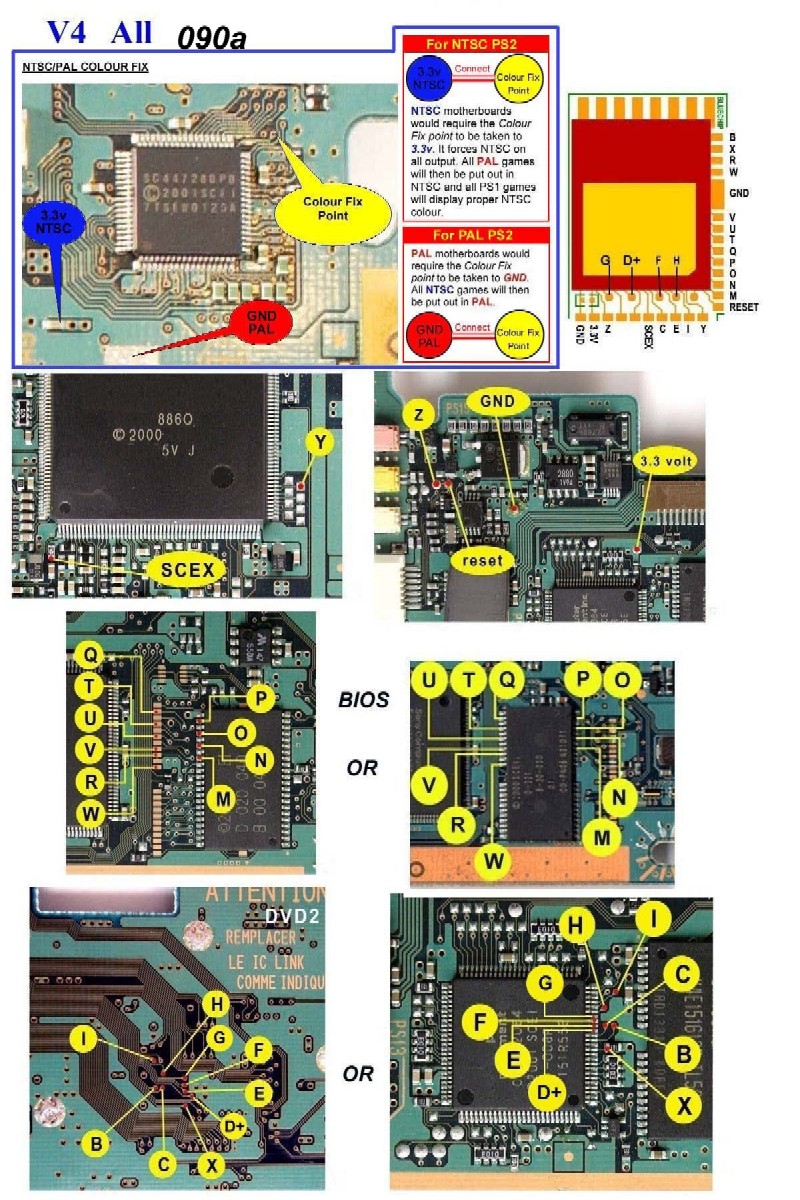 V4 All 090a
NTSC/PAL COLOUR FIX
SC447260PB
©2001SCEI
Colour Fix
Point
3.3v
NTSC
GND
PAL
For NTSC PS2
3.3v
NTSC
Connect
Colour Fix
Point
NTSC motherboards
would require the Colour
Fix point to be taken to
3.3v. It forces NTSC on
all output. All PAL games
will then be put out in
NTSC and all PS1 games
will display proper NTSC
colour.
For PAL PS2
PAL motherboards would
require the Colour Fix
point to be taken to GND.
All NTSC games will then
be put out in PAL.
GND
PAL
Connect
Colour Fix
Point
BLUECHIP
B
X
R
W
GND
V
U
T
Q
P
O
N
M
RESET
G D+ F H
GND 3.3V Z SCEX C E I Y
886Q
©2000
5V J
Y
SCEX
Z
GND
3.3 volt
reset
2880
Q
T
U
V
R
W
P
O
N
M
BIOS
OR
U T Q P O
V
R
W
N
M
ATTENTION
DVD2
REMPLACER
LE IC LINK
COMME INDIQU
H
G
I
F
E
B
D+
C
X
OR
H
I
G
C
F
E
B
D+
X
PS13